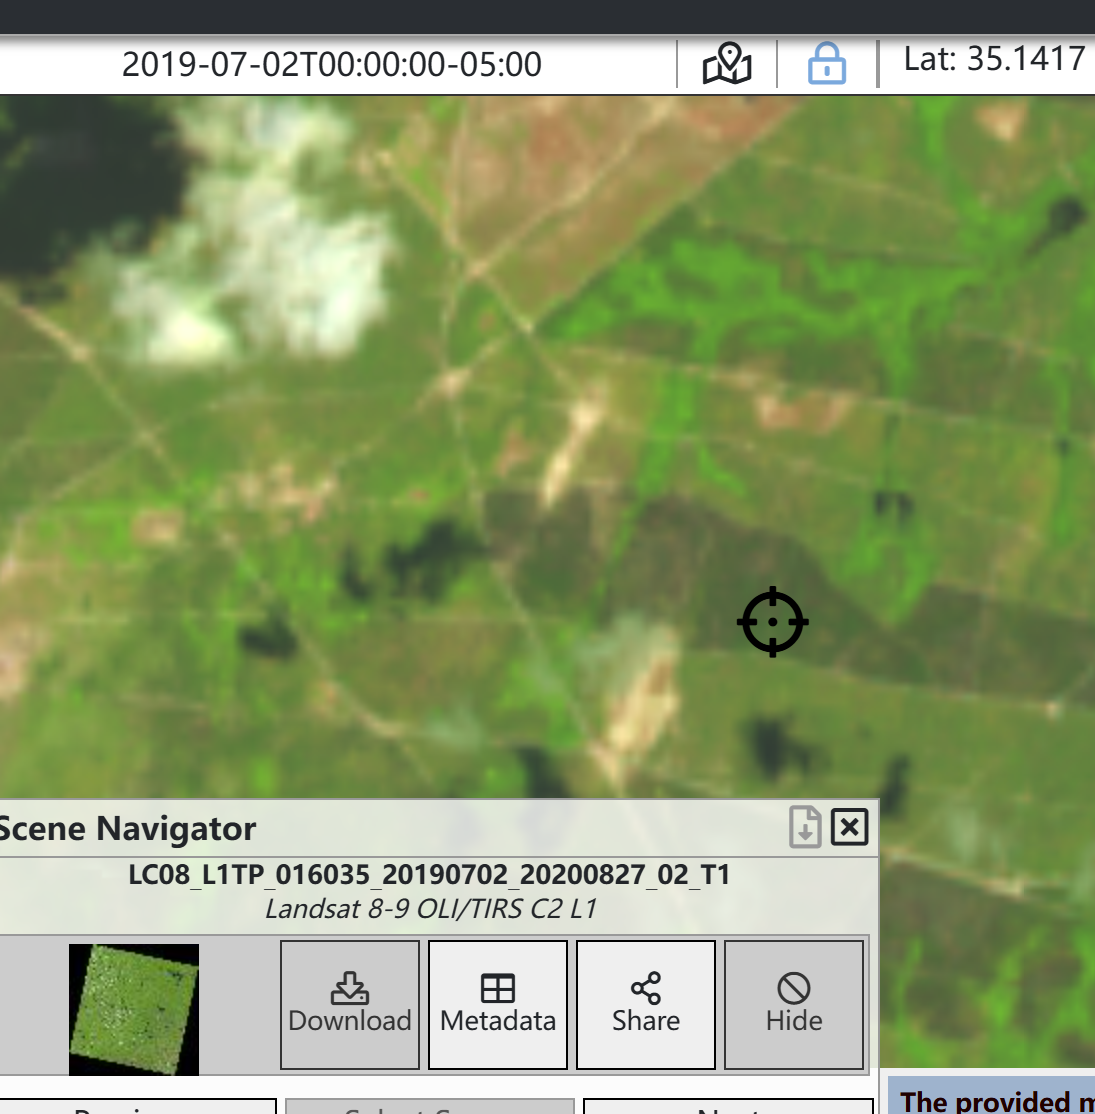 2019-07-02T00:00:00-05:00
Lat: 35.1417
Scene Navigator
LC08_L1TP_016035_20190702_20200827_02_T1
Landsat 8-9 OLI/TIRS C2 L1
Download
Metadata
Share
Hide
The provided